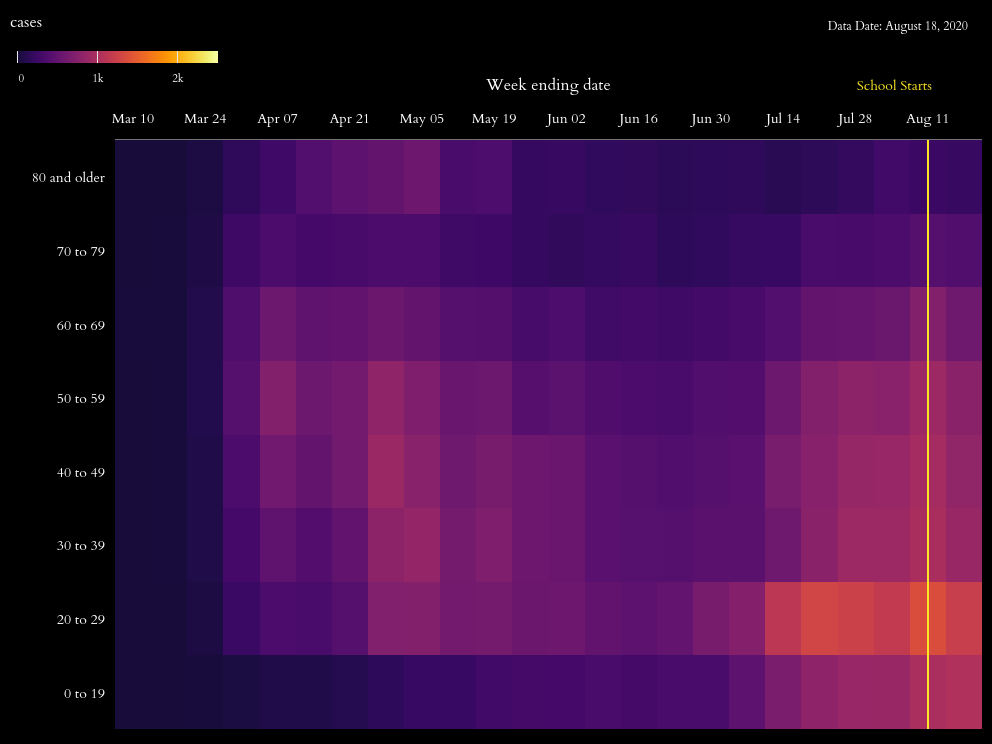 cases
Data Date: August 18, 2020
0 1k 2k
Week ending date
School Starts
Mar 10 Mar 24 Apr 07 Apr 21 May 05 May 19 Jun 02 Jun 16 Jun 30 Jul 14 Jul 28 Aug 11
80 and older
70 to 79
60 to 69
50 to 59
40 to 49
30 to 39
20 to 29
0 to 19